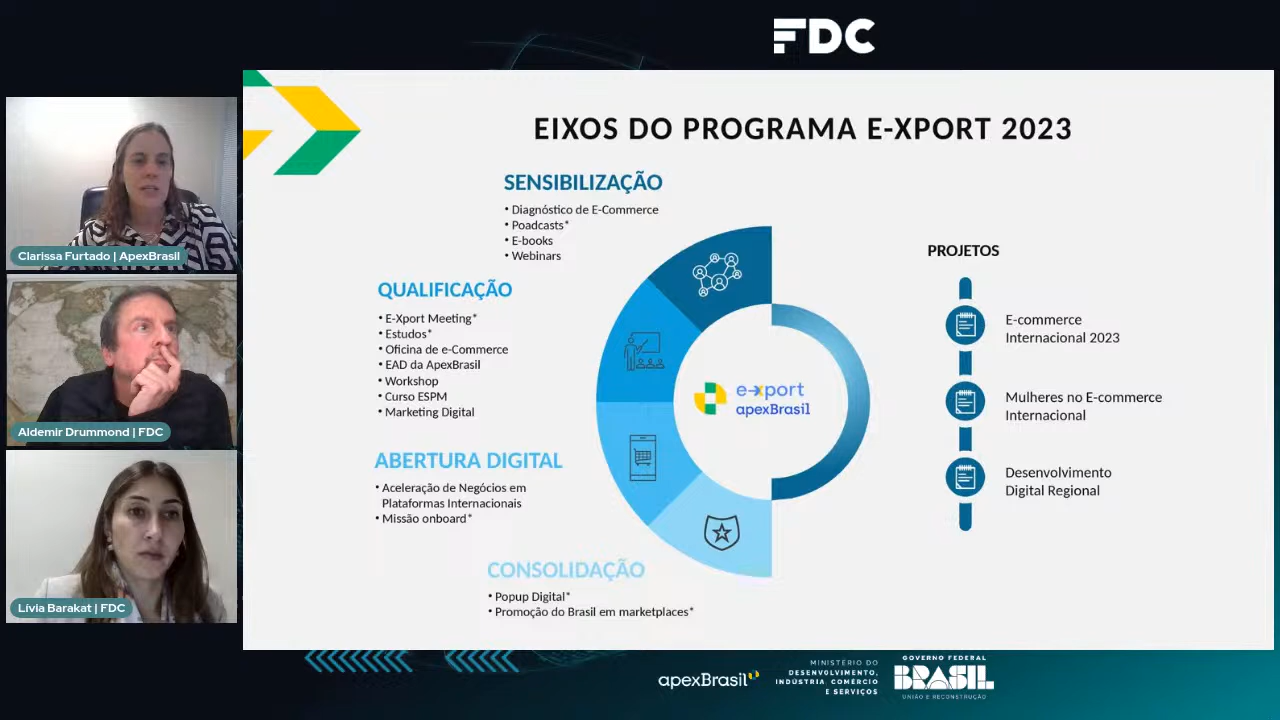 FDC
EIXOS DO PROGRAMA E-XPORT 2023
SENSIBILIZAÇÃO
• Diagnóstico de E-Commerce
• Poadcasts*
• E-books
• Webinars
QUALIFICAÇÃO
• E-Xport Meeting*
• Estudos*
• Oficina de e-Commerce
• EAD da ApexBrasil
• Workshop
• Curso ESPM
• Marketing Digital
ABERTURA DIGITAL
• Aceleração de Negócios em
Plataformas Internacionais
• Missão onboard*
CONSOLIDAÇÃO
• Popup Digital*
• Promoção do Brasil em marketplaces*
e-xport
apexBrasil
PROJETOS
E-commerce
Internacional 2023
Mulheres no E-commerce
Internacional
Desenvolvimento
Digital Regional
Clarissa Furtado | ApexBrasil
Aldemir Drummond | FDC
Lívia Barakat | FDC
apexBrasil
MINISTÉRIO DO
DESENVOLVIMENTO,
INDÚSTRIA, COMÉRCIO
E SERVIÇOS
GOVERNO FEDERAL
BRASIL
UNIÃO E RECONSTRUÇÃO